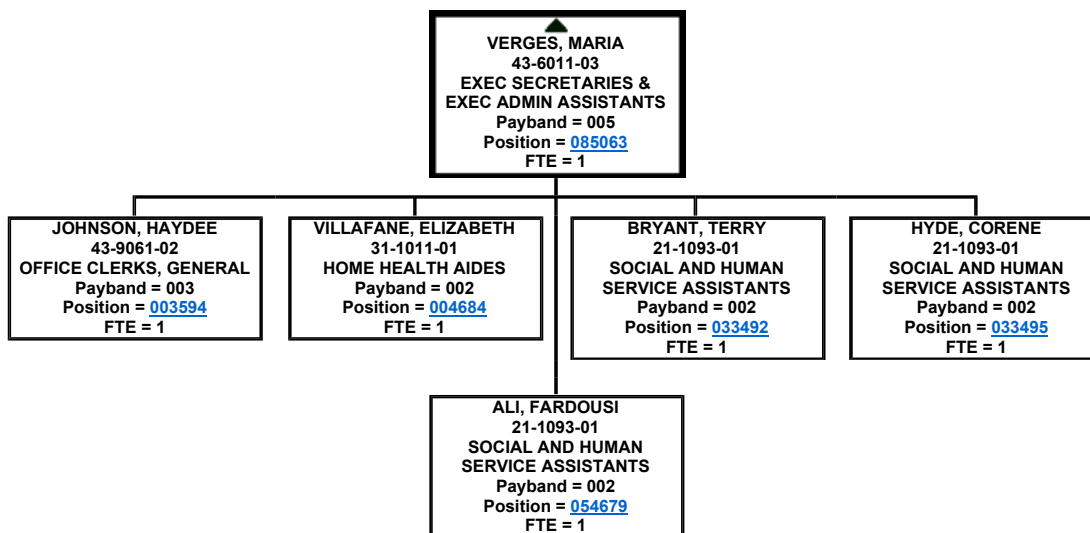 VERGES, MARIA
43-6011-03
EXEC SECRETARIES &
EXEC ADMIN ASSISTANTS
Payband = 005
Position = 085063
FTE = 1
JOHNSON, HAYDEE
43-9061-02
OFFICE CLERKS, GENERAL
Payband = 003
Position = 003594
FTE = 1
VILLAFANE, ELIZABETH
31-1011-01
HOME HEALTH AIDES
Payband = 002
Position = 004684
FTE = 1
BRYANT, TERRY
21-1093-01
SOCIAL AND HUMAN
SERVICE ASSISTANTS
Payband = 002
Position = 033492
FTE = 1
HYDE, CORENE
21-1093-01
SOCIAL AND HUMAN
SERVICE ASSISTANTS
Payband = 002
Position = 033495
FTE = 1
ALI, FARDOUSI
21-1093-01
SOCIAL AND HUMAN
SERVICE ASSISTANTS
Payband = 002
Position = 054679
FTE = 1